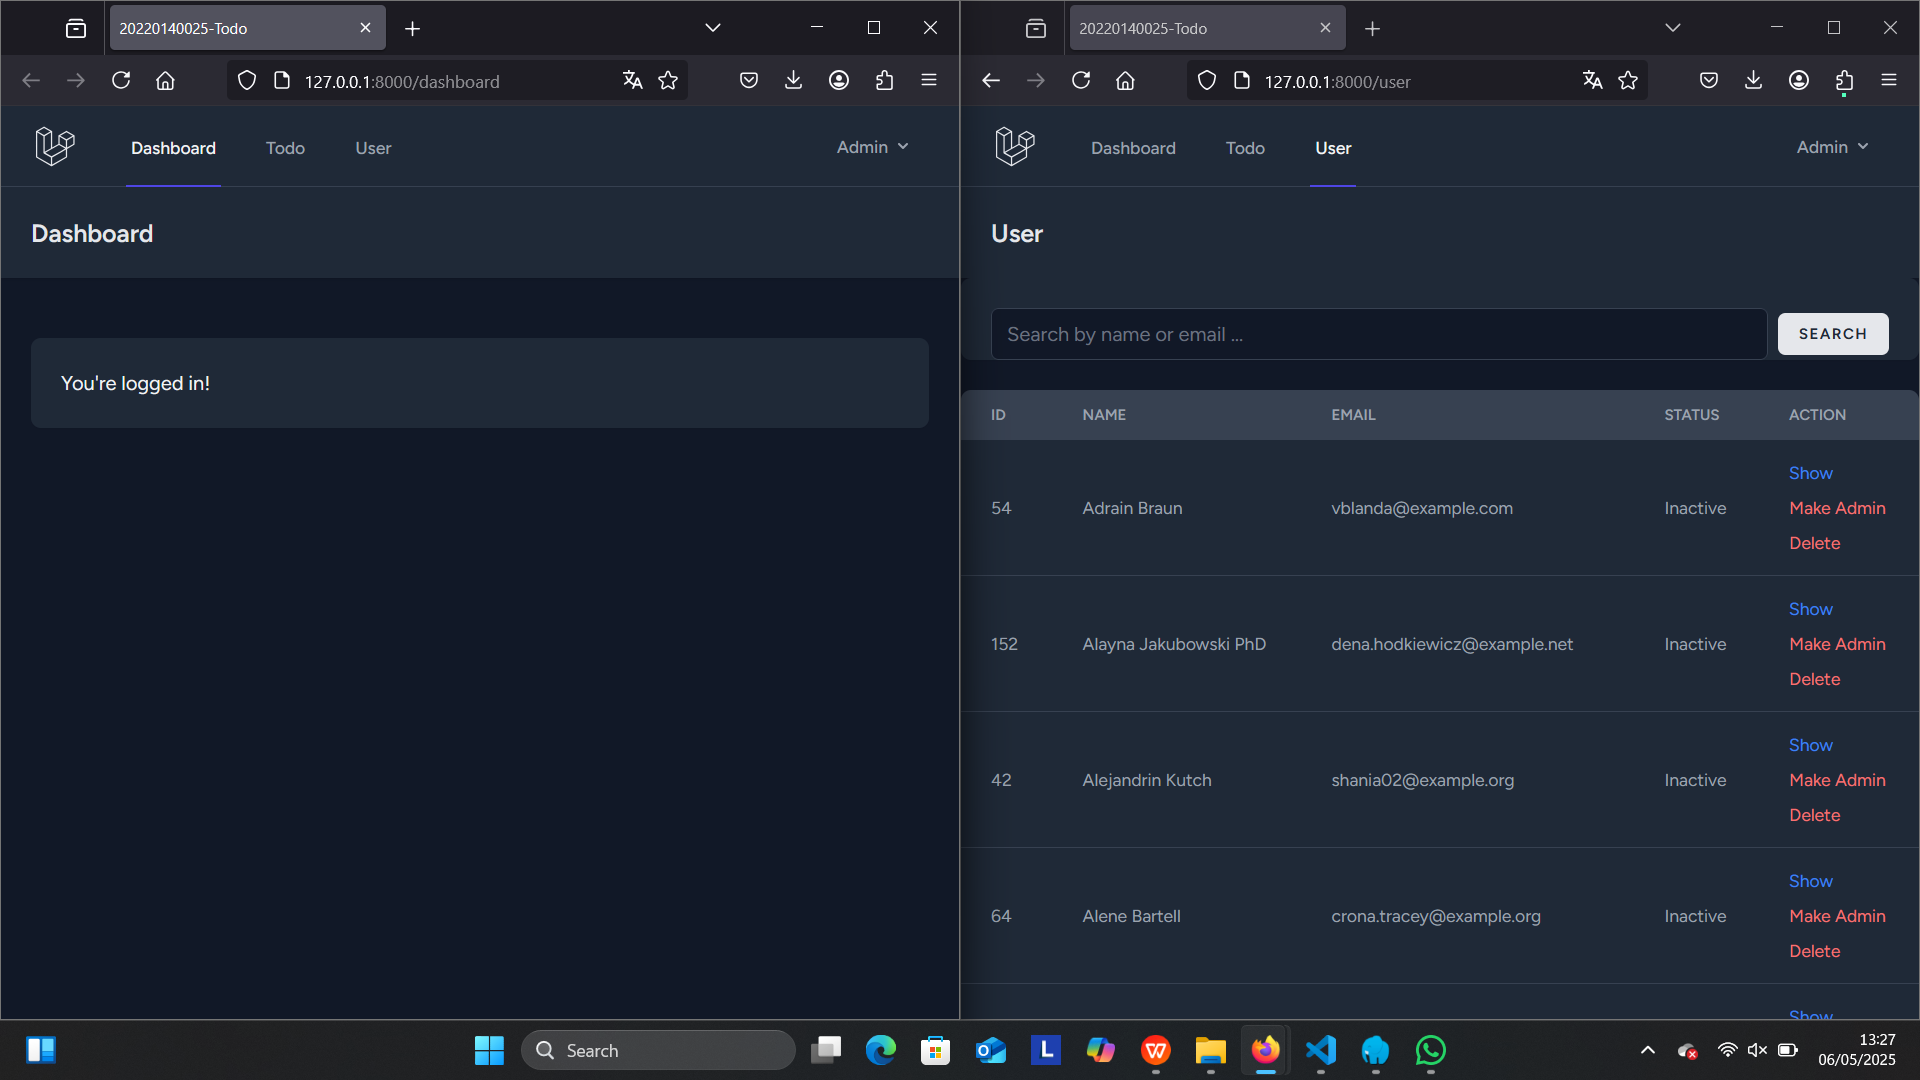 20220140025-Todo
127.0.0.1:8000/dashboard
Dashboard Todo User Admin
Dashboard
You're logged in!
20220140025-Todo
127.0.0.1:8000/user
Dashboard Todo User Admin
User
Search by name or email ... SEARCH
ID NAME EMAIL STATUS ACTION
Show
54 Adrain Braun vblanda@example.com Inactive Make Admin
Delete
Show
152 Alayna Jakubowski PhD dena.hodkiewicz@example.net Inactive Make Admin
Delete
Show
42 Alejandrin Kutch shania02@example.org Inactive Make Admin
Delete
Show
64 Alene Bartell crona.tracey@example.org Inactive Make Admin
Delete
Show
Search
13:27
06/05/2025